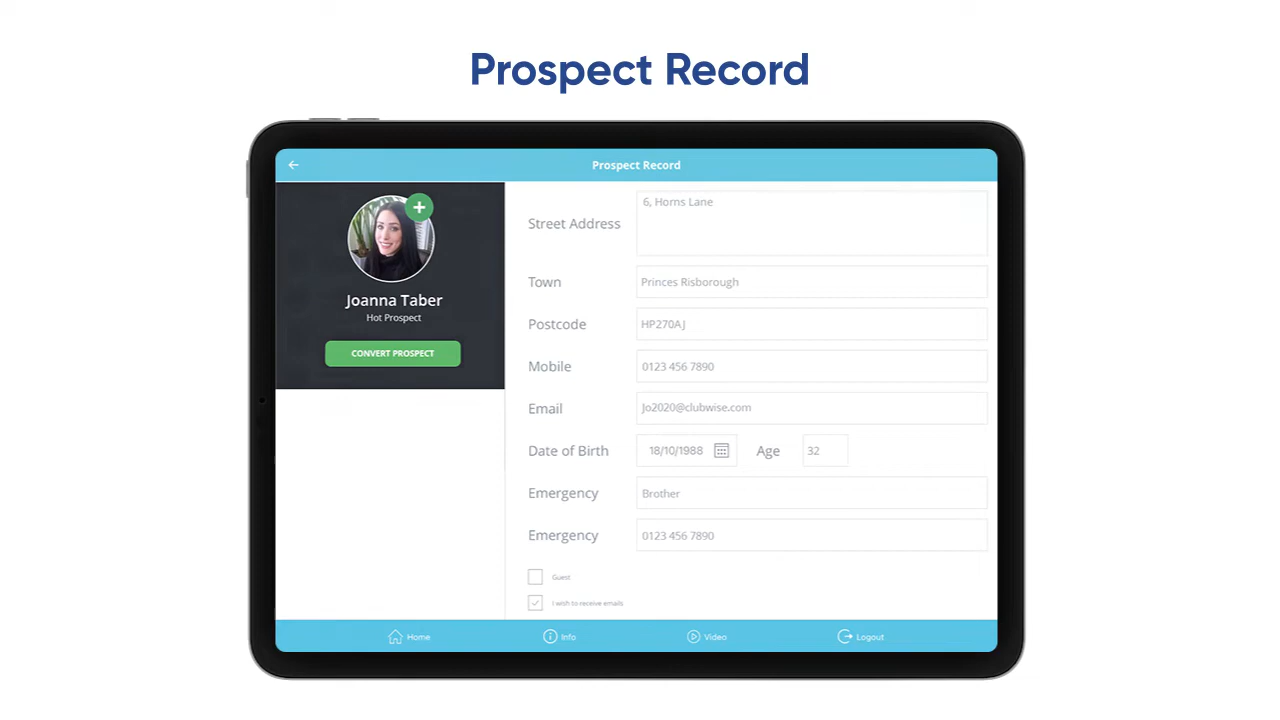 Prospect Record
Prospect Record
Joanna Taber
Hot Prospect
CONVERT PROSPECT
Street Address
6, Horns Lane
Town
Princes Risborough
Postcode
HP270AJ
Mobile
0123 456 7890
Email
Jo2020@clubwise.com
Date of Birth
18/10/1988
Age
32
Emergency
Brother
Emergency
0123 456 7890
Guest
I wish to receive emails
Home
Info
Video
Logout